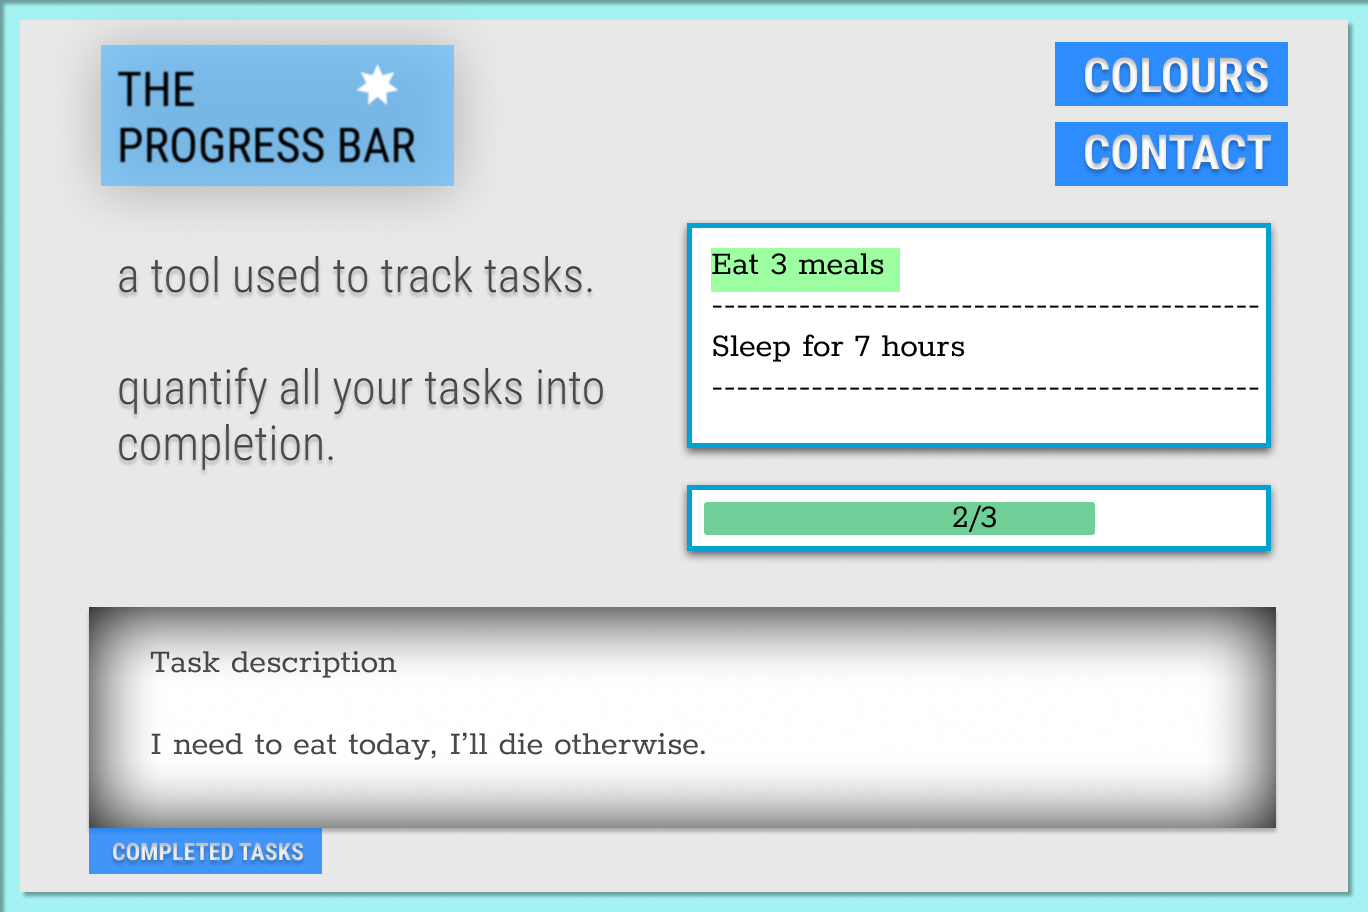 THE
PROGRESS BAR
COLOURS
CONTACT
a tool used to track tasks.
quantify all your tasks into
completion.
Eat 3 meals
--------------------------------------------
Sleep for 7 hours
--------------------------------------------
2/3
Task description
I need to eat today, I’ll die otherwise.
COMPLETED TASKS